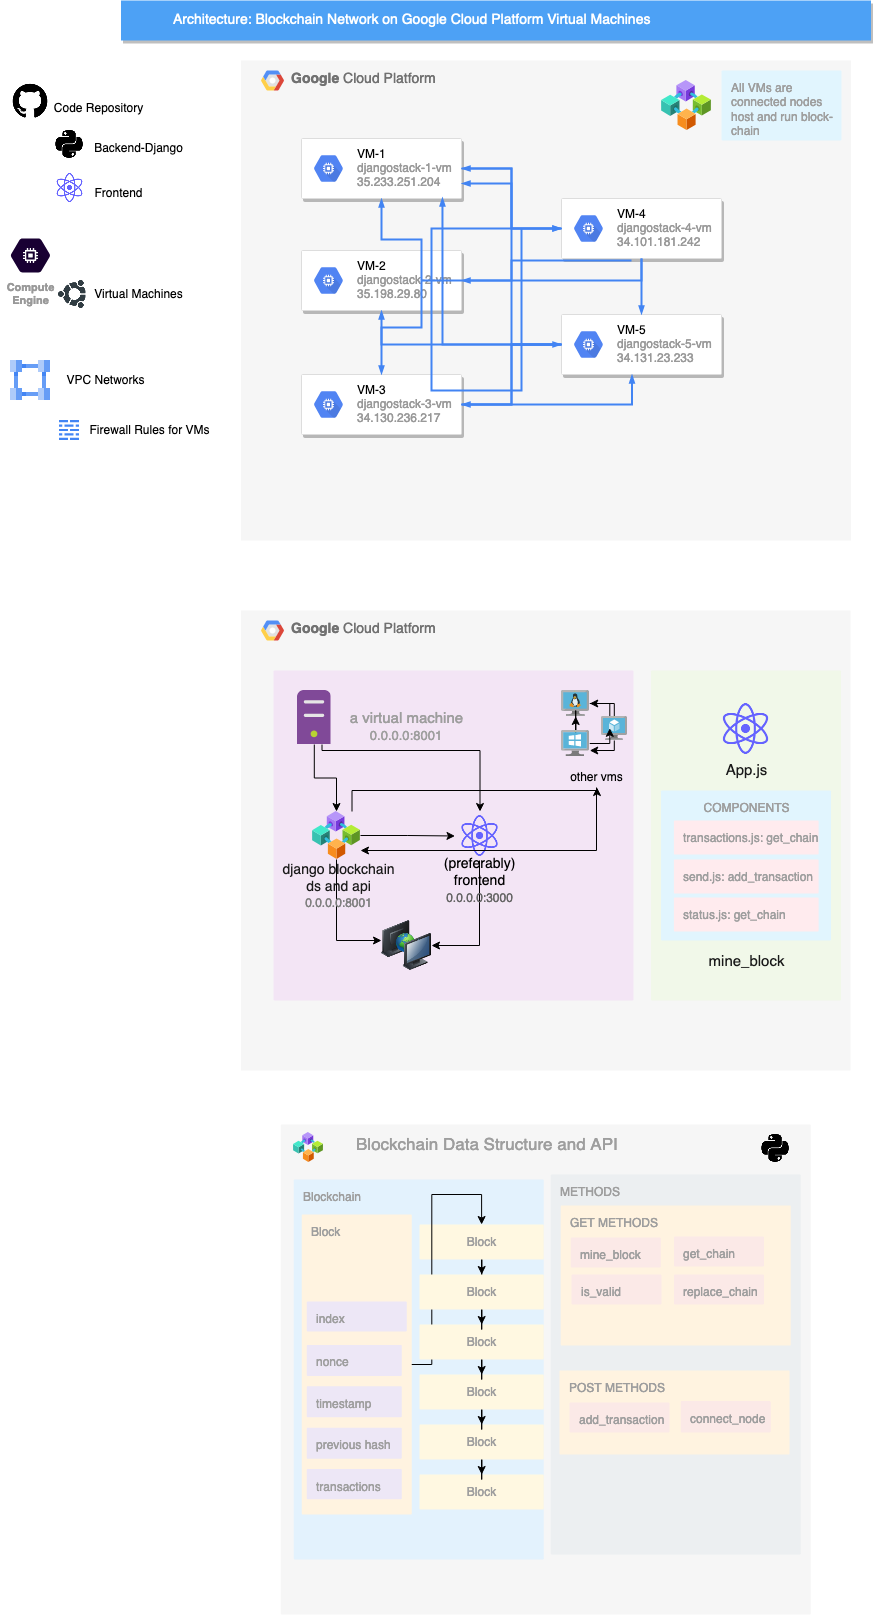 Architecture: Blockchain Network on Google Cloud Platform Virtual Machines
Google Cloud Platform
All VMs are
connected nodes
host and run block-
chain
Code Repository
Backend-Django
Frontend
Compute
Engine
Virtual Machines
VPC Networks
Firewall Rules for VMs
VM-1
djangostack-1-vm
35.233.251.204
VM-2
djangostack-2-vm
35.198.29.80
VM-3
djangostack-3-vm
34.130.236.217
VM-4
djangostack-4-vm
34.101.181.242
VM-5
djangostack-5-vm
34.131.23.233
Google Cloud Platform
a virtual machine
0.0.0.0:8001
other vms
django blockchain
ds and api
0.0.0.0:8001
(preferably)
frontend
0.0.0.0:3000
App.js
COMPONENTS
transactions.js: get_chain
send.js: add_transaction
status.js: get_chain
mine_block
Blockchain Data Structure and API
Blockchain
Block
index
nonce
timestamp
previous hash
transactions
Block
Block
Block
Block
Block
Block
METHODS
GET METHODS
mine_block
get_chain
is_valid
replace_chain
POST METHODS
add_transaction
connect_node